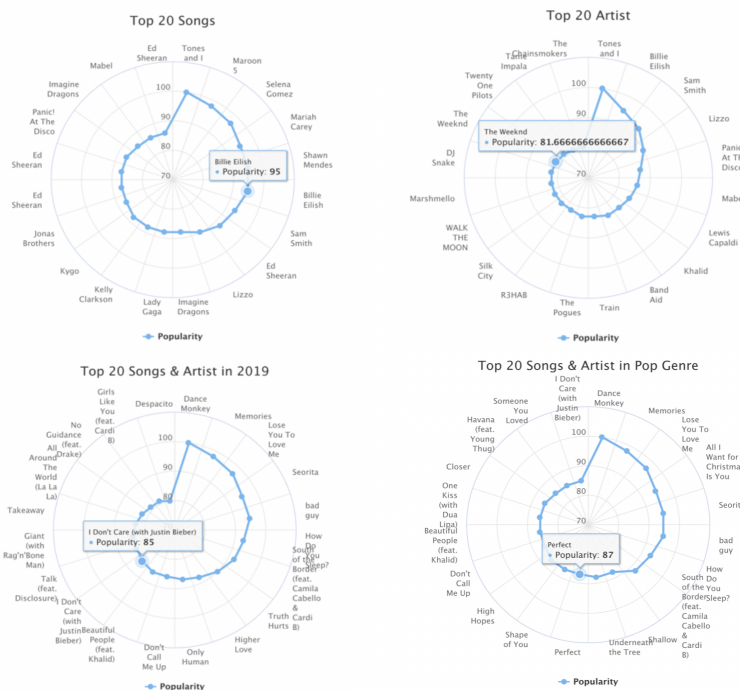 Top 20 Songs
Ed
Sheeran
Tones
and I
Maroon
5
Selena
Gomez
Mariah
Carey
Shawn
Mendes
Billie
Eilish
Sam
Smith
Ed
Sheeran
Lizzo
Imagine
Dragons
Lady
Gaga
Kelly
Clarkson
Kygo
Jonas
Brothers
Ed
Sheeran
Ed
Sheeran
Panic!
At The
Disco
Imagine
Dragons
Mabel
100
90
80
70
Billie Eilish
Popularity: 95
Popularity
Top 20 Artist
The
Chainsmokers
Tones
and I
Billie
Eilish
Sam
Smith
Lizzo
Panic
At T
Disco
Mabe
Lewis
Capaldi
Khalid
Band
Aid
Train
The
Pogues
R3HAB
Silk
City
WALK
THE
MOON
Marshmello
DJ
Snake
The
Weeknd
Twenty
One
Pilots
Tame
Impala
100
90
70
The Weeknd
Popularity: 81.6666666666667
Popularity
Top 20 Songs & Artist in 2019
Despacito
Dance
Monkey
Memories
Lose
You To
Love
Me
Seorita
bad
guy
How
Do
You
Sleep?
South
of the
Border
(feat.
Camila
Cabello
&
Cardi
B)
Truth
Hurts
Higher
Love
Only
Human
Don't
Call
Me Up
Beautiful
People
(feat.
Khalid)
I Don't
Care
(with
Justin
Bieber)
Talk
(feat.
Disclosure)
Giant
(with
Rag'n'Bone
Man)
Takeaway
All
Around
The
World
(La La
La)
No
Guidance
(feat.
Drake)
Girls
Like
You
(feat.
Cardi
B)
100
90
80
I Don't Care (with Justin Bieber)
Popularity: 85
Popularity
Top 20 Songs & Artist in Pop Genre
I Don't
Care
(with
Justin
Bieber)
Dance
Monkey
Memories
Lose
You To
Love
Me
All I
Want for
Christma
Is You
Seorit
bad
guy
How
Do
You
Sleep?
South
of the
Border
(feat.
Camila
Cabello
&
Cardi
B)
Shallow
Underneath
the Tree
Perfect
Shape
of You
High
Hopes
Don't
Call
Me Up
Beautiful
People
(feat.
Khalid)
One
Kiss
(with
Dua
Lipa)
Closer
Havana
(feat.
Young
Thug)
Someone
You
Loved
100
90
80
70
Perfect
Popularity: 87
Popularity